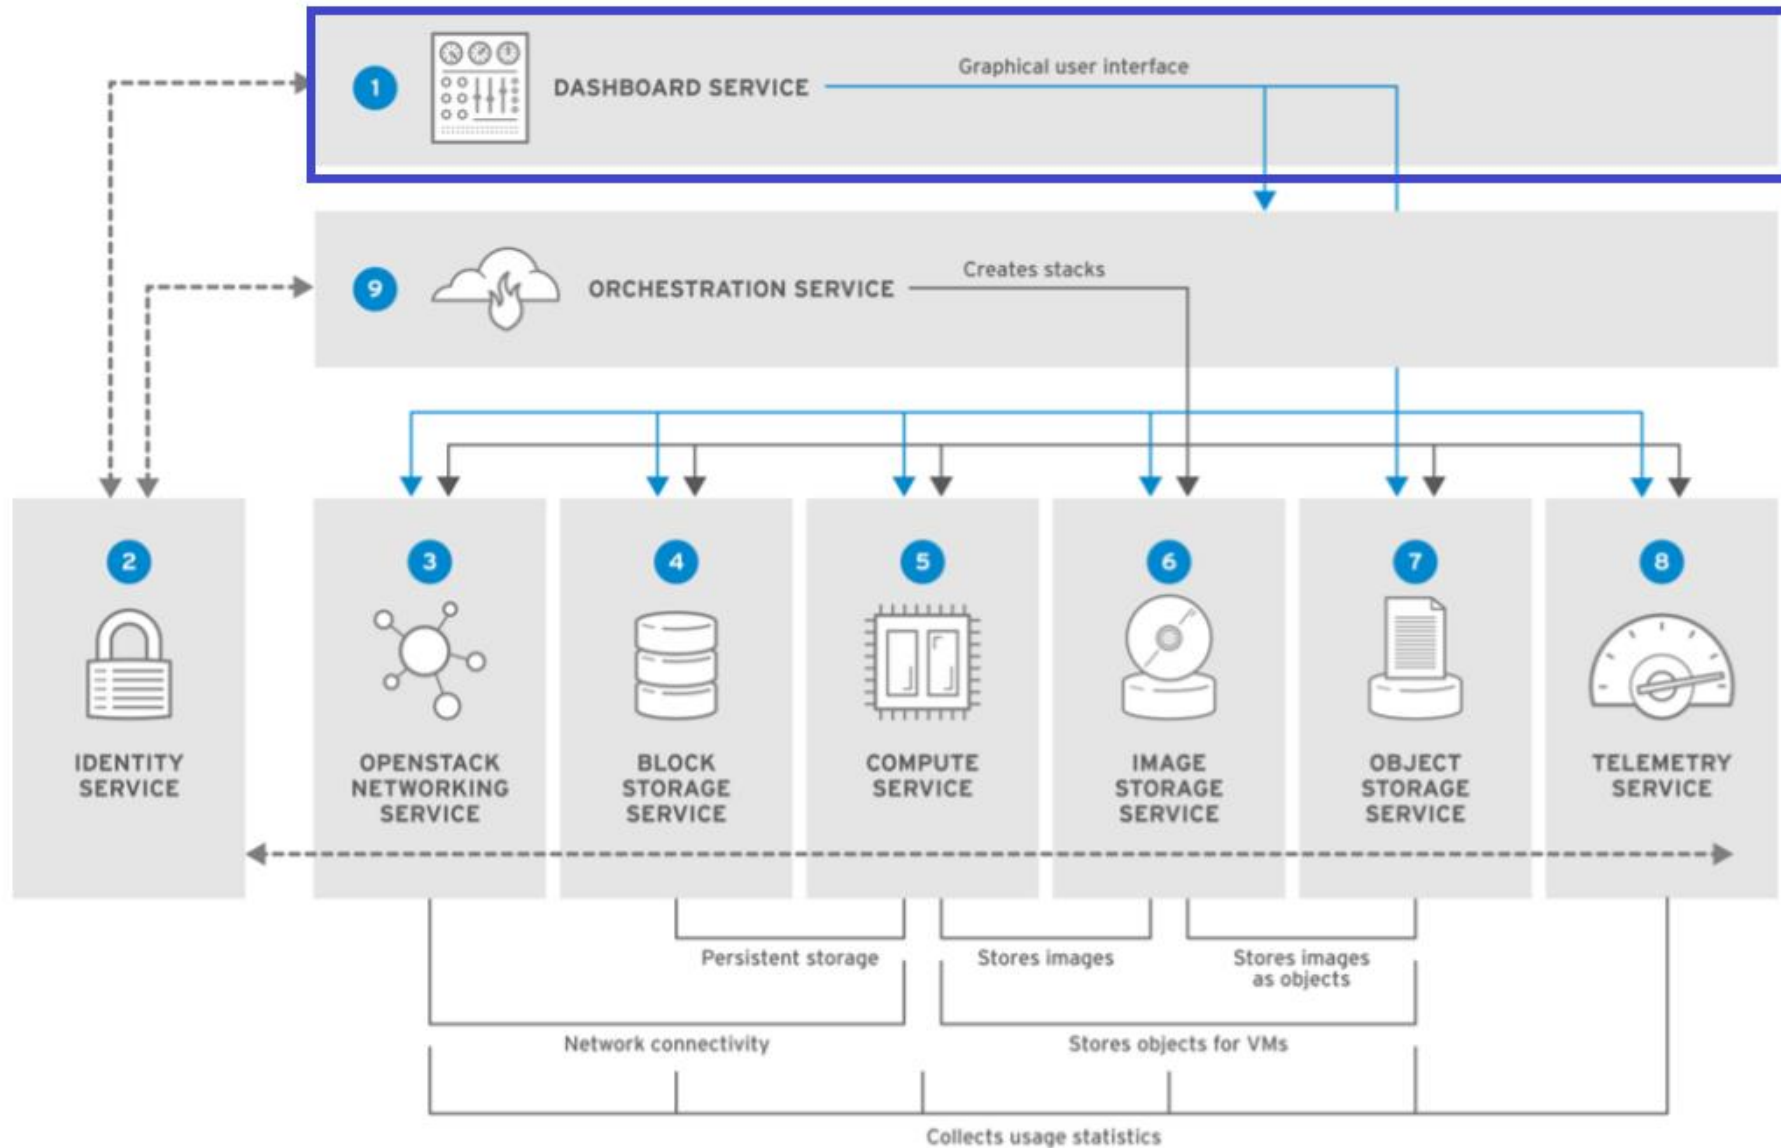 Graphical user interface
1
DASHBOARD SERVICE
Creates stacks
9
ORCHESTRATION SERVICE
2
3
4
5
6
7
8
IDENTITY
SERVICE
OPENSTACK
NETWORKING
SERVICE
BLOCK
STORAGE
SERVICE
COMPUTE
SERVICE
IMAGE
STORAGE
SERVICE
OBJECT
STORAGE
SERVICE
TELEMETRY
SERVICE
Persistent storage
Stores images
Stores images
as objects
Network connectivity
Stores objects for VMs
Collects usage statistics